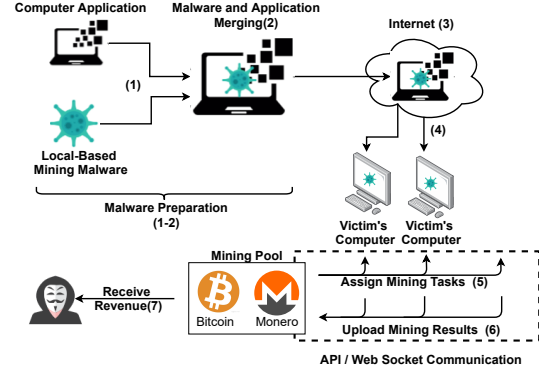 Computer Application
Malware and Application
Merging(2)
Internet (3)
(1)
(4)
Local-Based
Mining Malware
Malware Preparation
(1-2)
Victim's
Computer
Victim's
Computer
Mining Pool
Assign Mining Tasks (5)
Receive
Revenue(7)
Bitcoin
Monero
Upload Mining Results (6)
API / Web Socket Communication